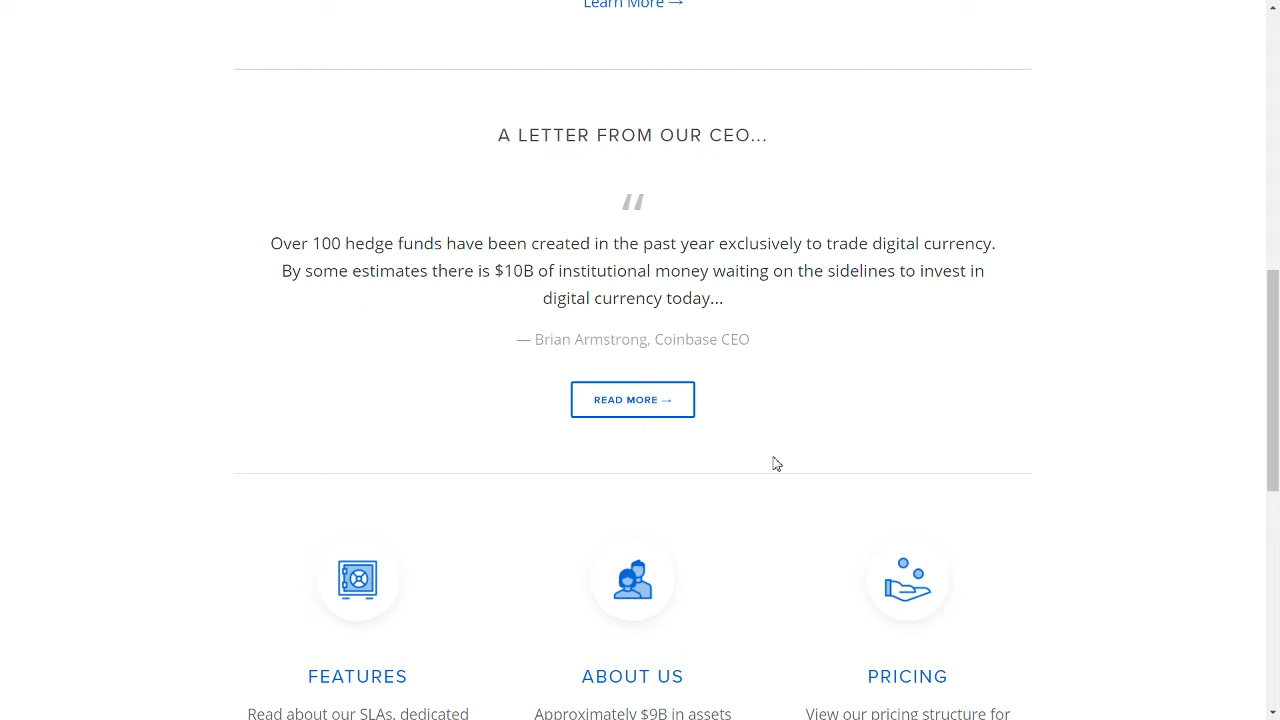 Learn More →
A LETTER FROM OUR CEO...
“
Over 100 hedge funds have been created in the past year exclusively to trade digital currency.
By some estimates there is $10B of institutional money waiting on the sidelines to invest in
digital currency today...
— Brian Armstrong, Coinbase CEO
READ MORE →
FEATURES
ABOUT US
PRICING
Read about our SLAs, dedicated
Approximately $9B in assets
View our pricing structure for